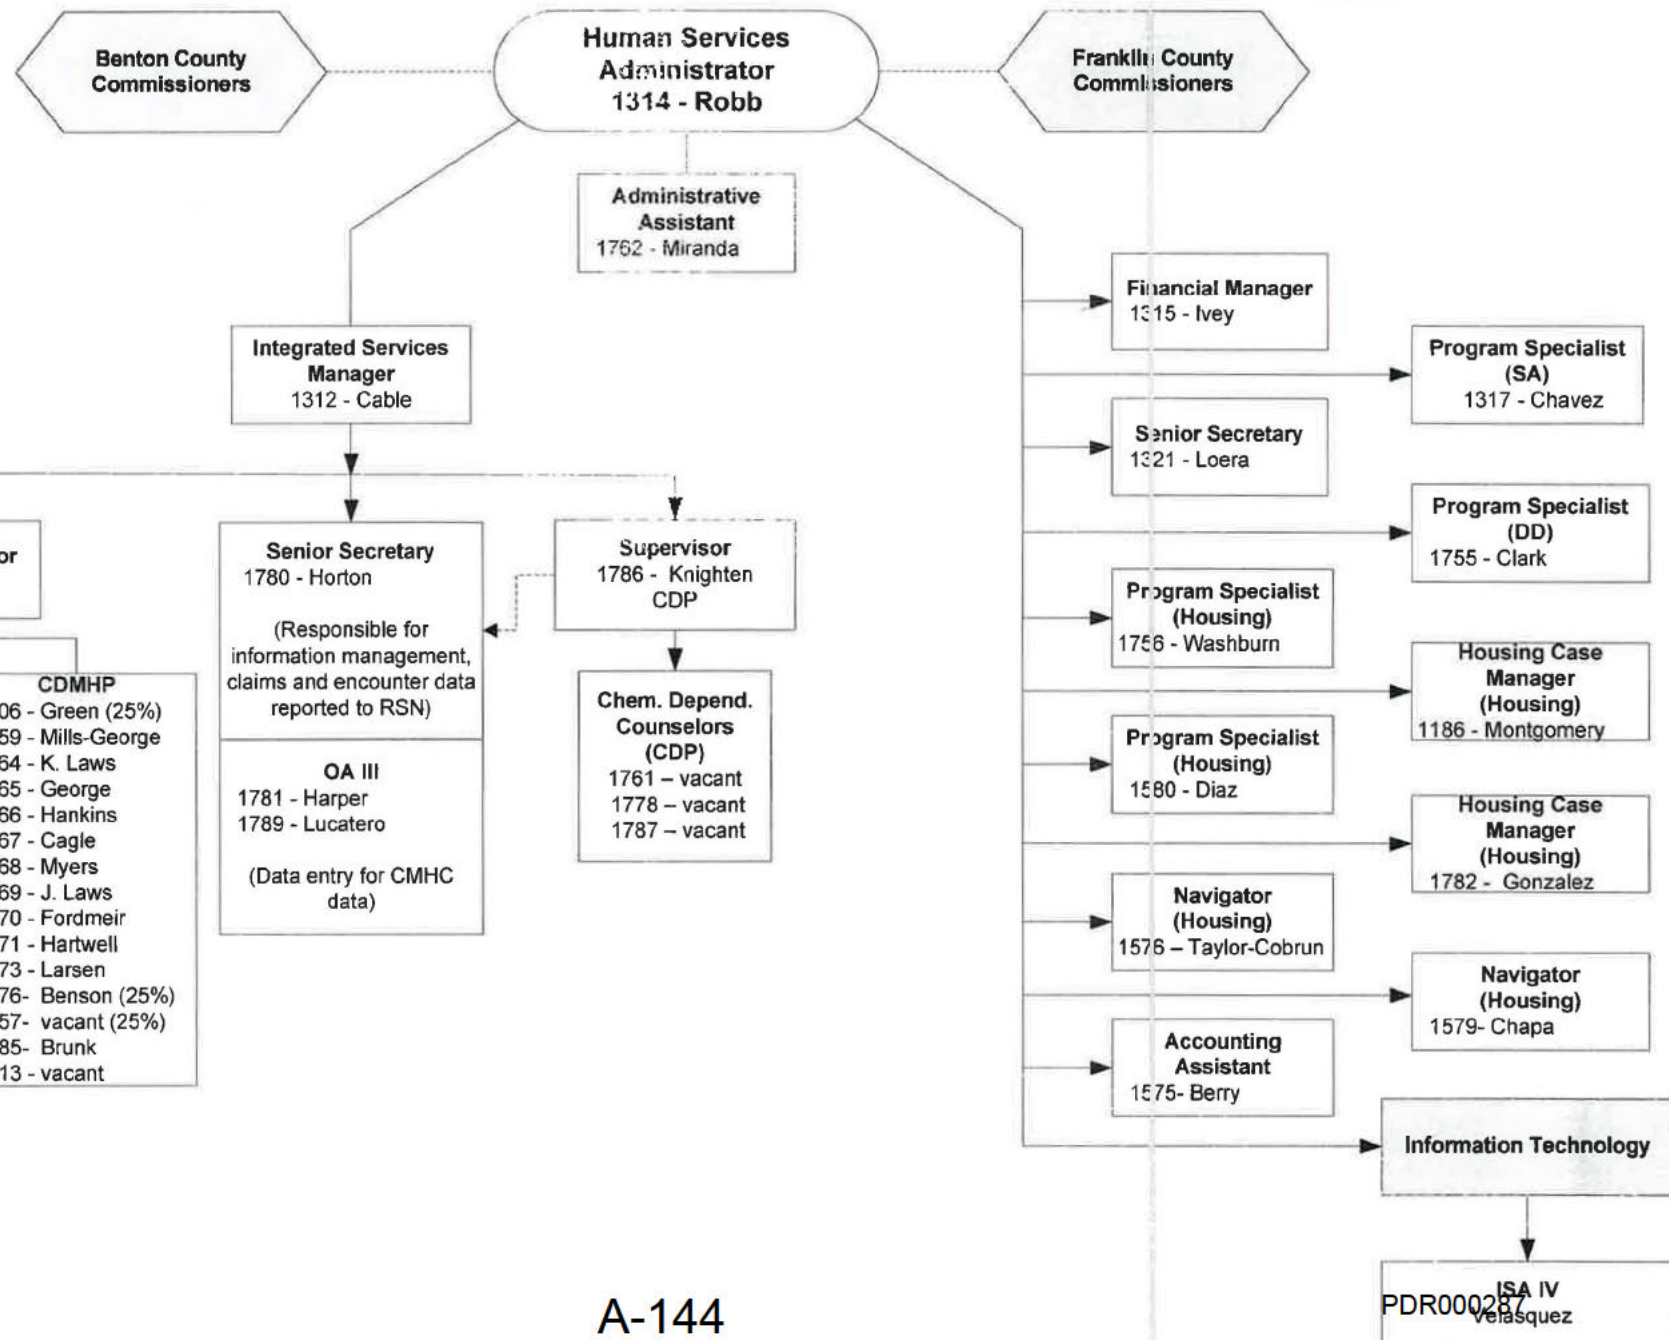 Benton County
Commissioners
Human Services
Administrator
1314 - Robb
Franklin County
Commissioners
Administrative
Assistant
1762 - Miranda
Integrated Services
Manager
1312 - Cable
Financial Manager
1315 - Ivey
Program Specialist
(SA)
1317 - Chavez
Senior Secretary
1321 - Loera
Program Specialist
(DD)
1755 - Clark
or
Senior Secretary
1780 - Horton
(Responsible for
information management,
claims and encounter data
reported to RSN)
OA III
1781 - Harper
1789 - Lucatero
(Data entry for CMHC
data)
Supervisor
1786 - Knighten
CDP
Chem. Depend.
Counselors
(CDP)
1761 – vacant
1778 – vacant
1787 – vacant
CDMHP
06 - Green (25%)
59 - Mills-George
64 - K. Laws
65 - George
66 - Hankins
67 - Cagle
68 - Myers
69 - J. Laws
70 - Fordmeir
71 - Hartwell
73 - Larsen
76- Benson (25%)
57- vacant (25%)
85- Brunk
13 - vacant
Program Specialist
(Housing)
1756 - Washburn
Housing Case
Manager
(Housing)
1186 - Montgomery
Program Specialist
(Housing)
1580 - Diaz
Housing Case
Manager
(Housing)
1782 - Gonzalez
Navigator
(Housing)
1576 – Taylor-Cobrun
Navigator
(Housing)
1579- Chapa
Accounting
Assistant
1575- Berry
Information Technology
ISA IV
Velasquez
PDR000287
A-144